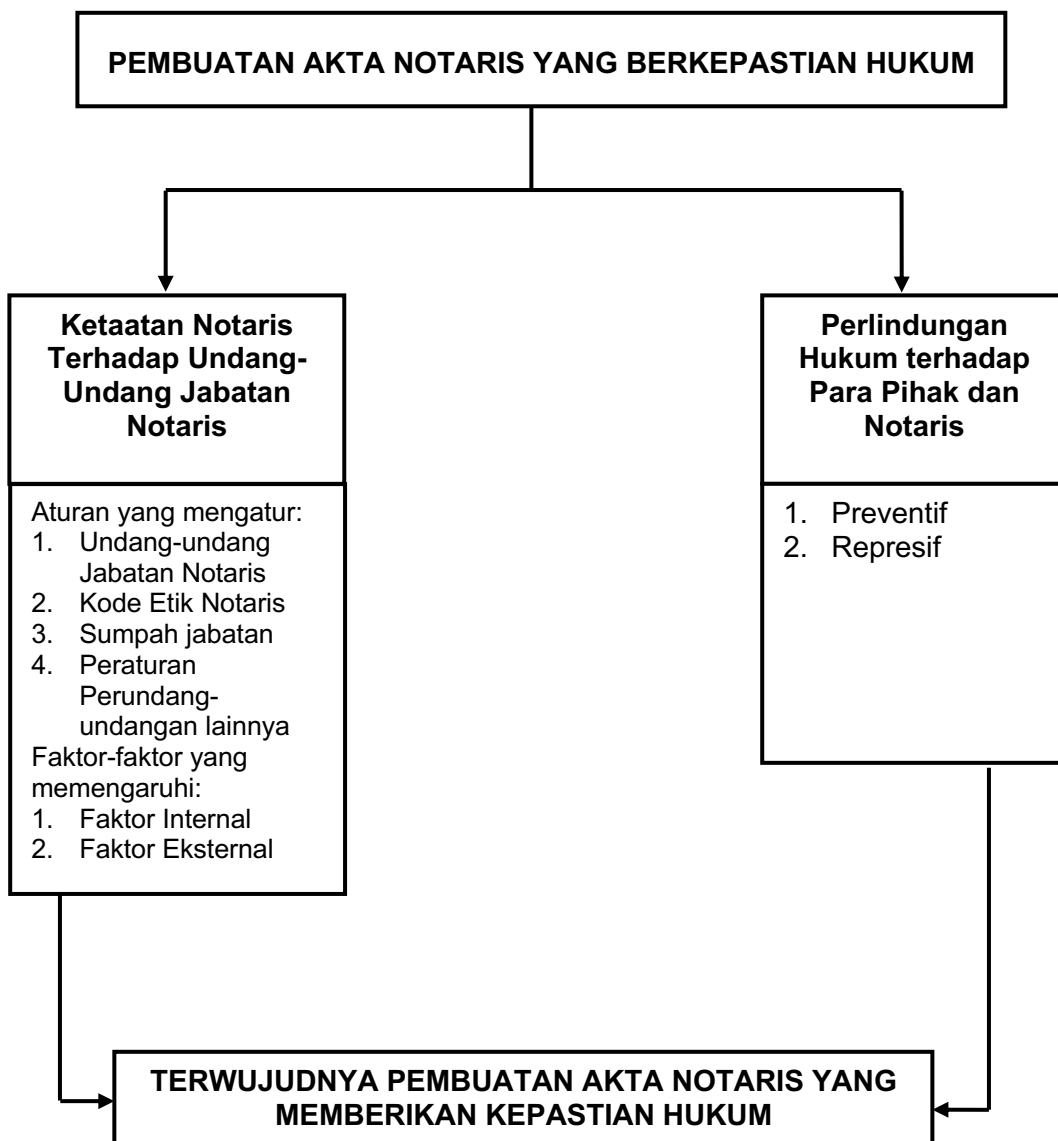 PEMBUATAN AKTA NOTARIS YANG BERKEPASTIAN HUKUM
Ketaatan Notaris
Terhadap Undang-
Undang Jabatan
Notaris
Aturan yang mengatur:
1. Undang-undang
Jabatan Notaris
2. Kode Etik Notaris
3. Sumpah jabatan
4. Peraturan
Perundang-
undangan lainnya
Faktor-faktor yang
memengaruhi:
1. Faktor Internal
2. Faktor Eksternal
Perlindungan
Hukum terhadap
Para Pihak dan
Notaris
1. Preventif
2. Represif
TERWUJUDNYA PEMBUATAN AKTA NOTARIS YANG
MEMBERIKAN KEPASTIAN HUKUM